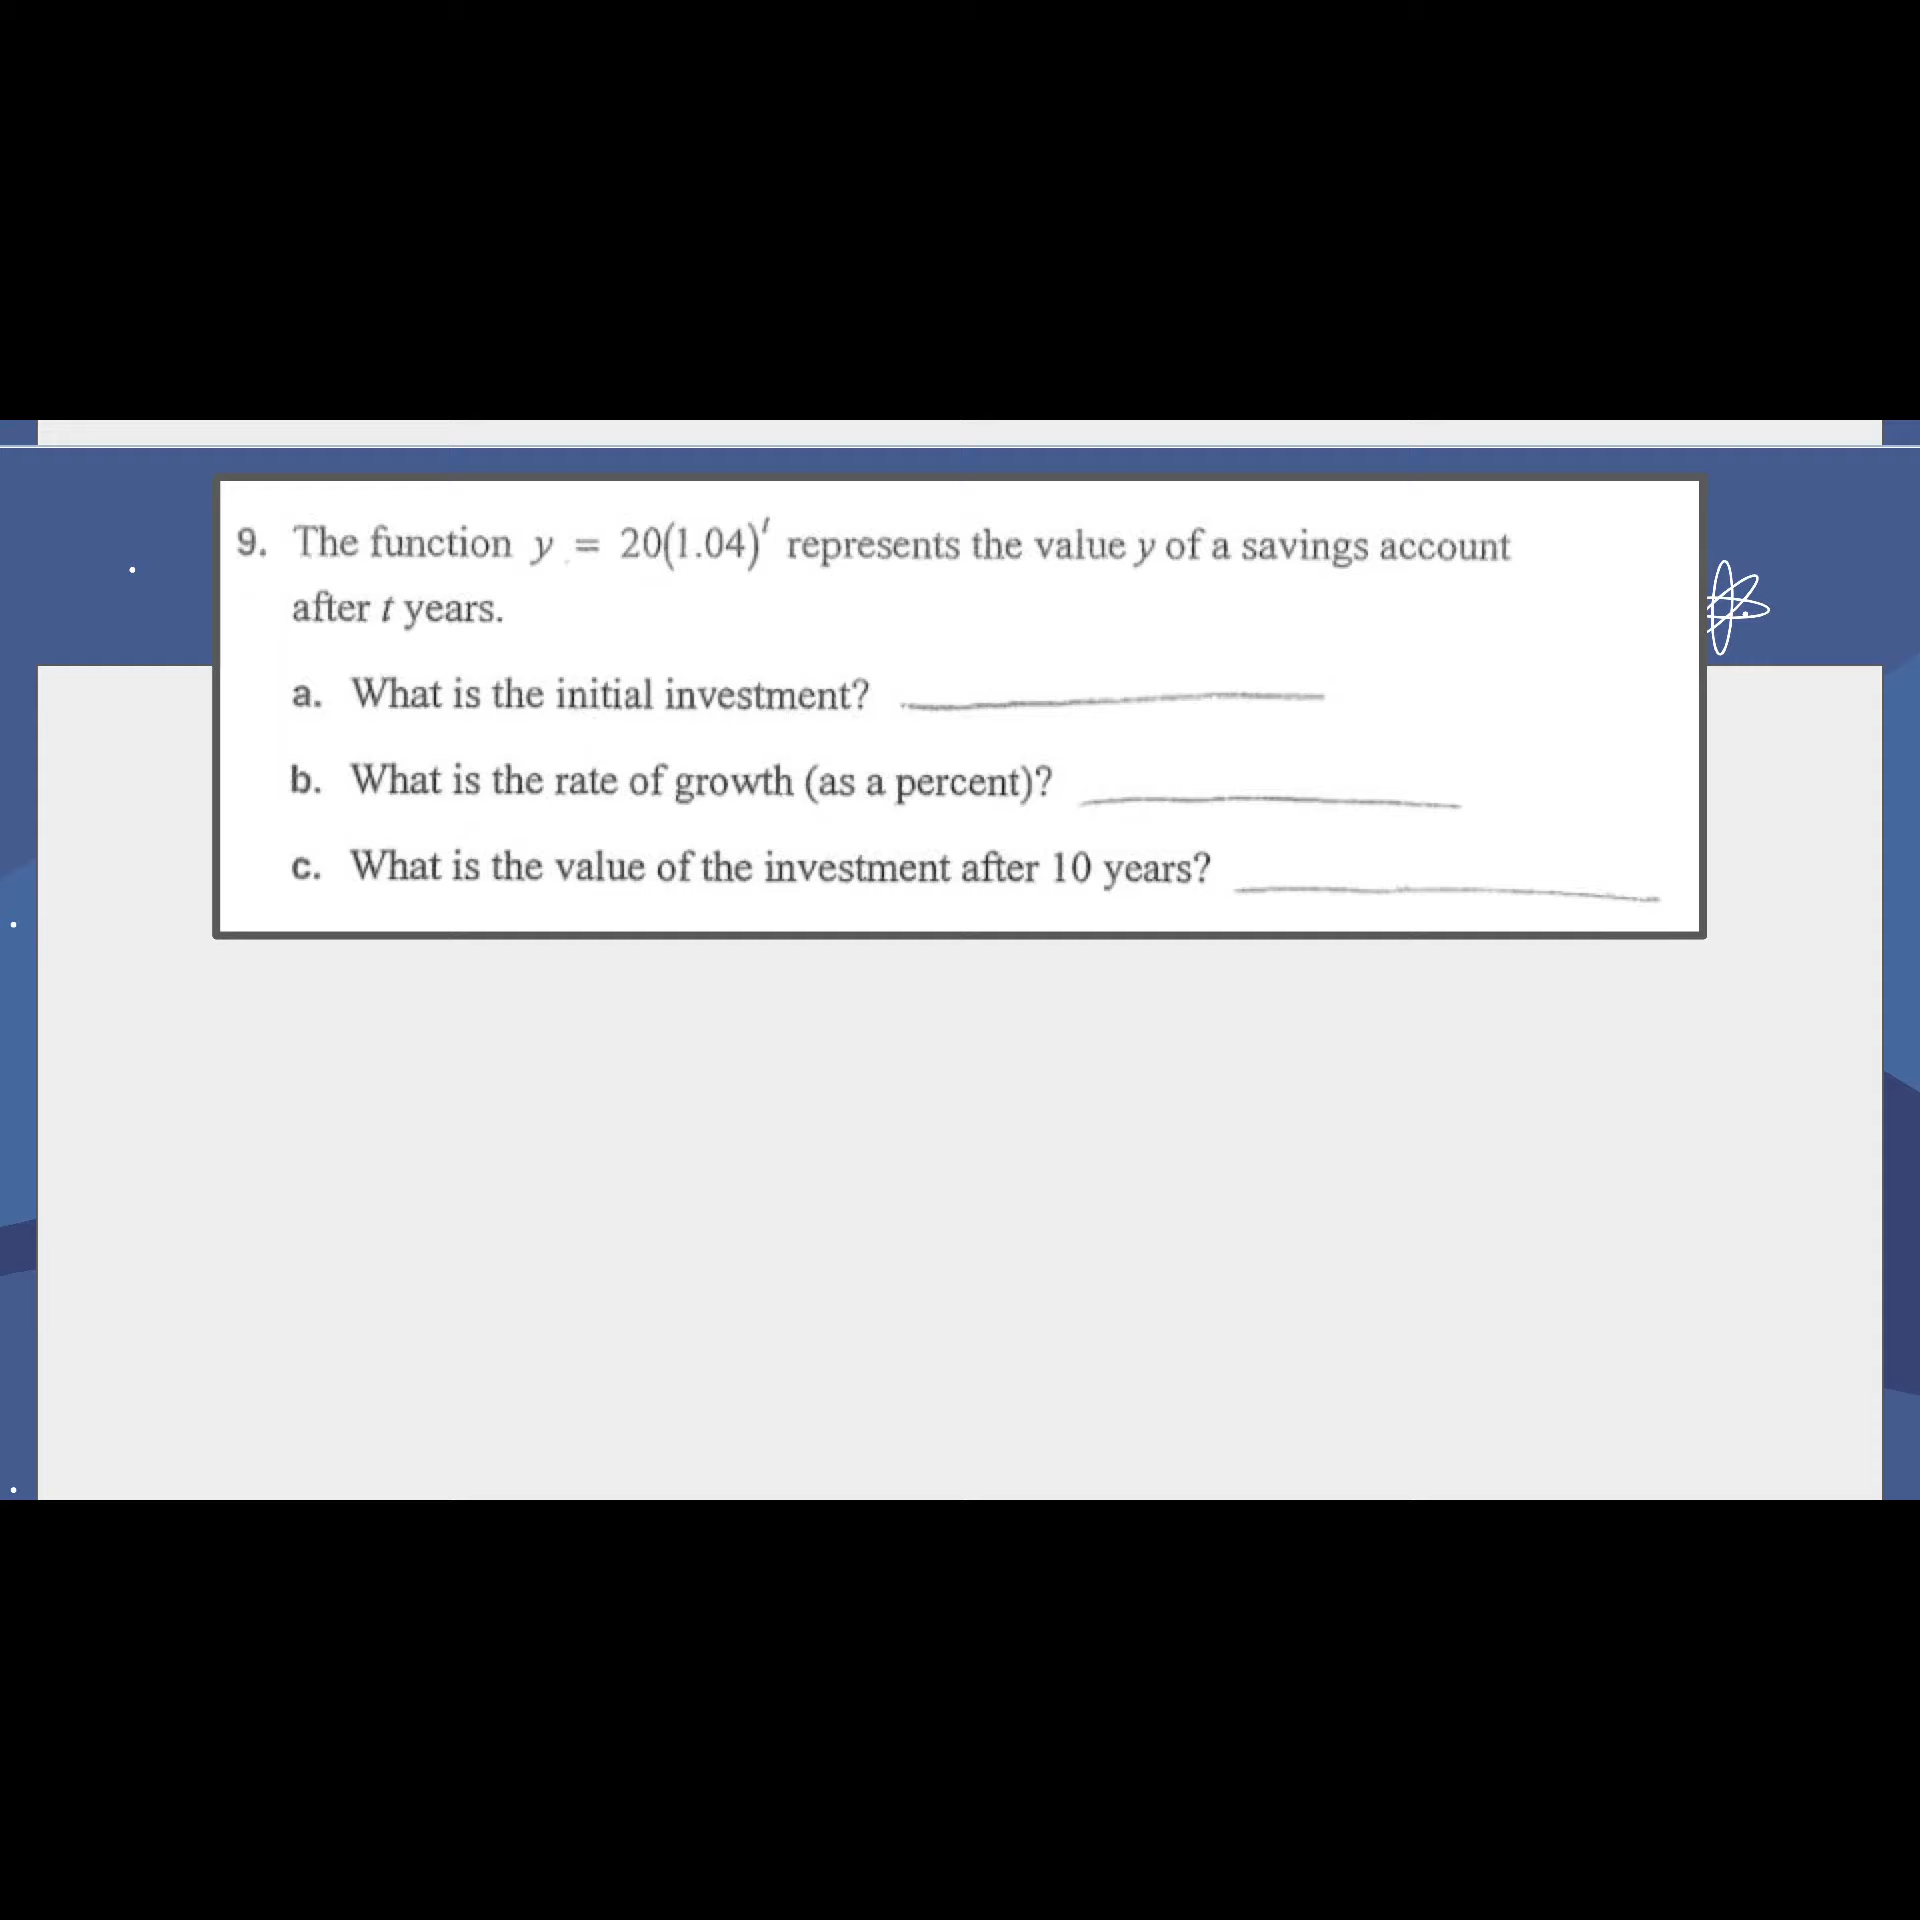 9. The function y = 20(1.04)^t represents the value y of a savings account
after t years.
a. What is the initial investment?
b. What is the rate of growth (as a percent)?
c. What is the value of the investment after 10 years?